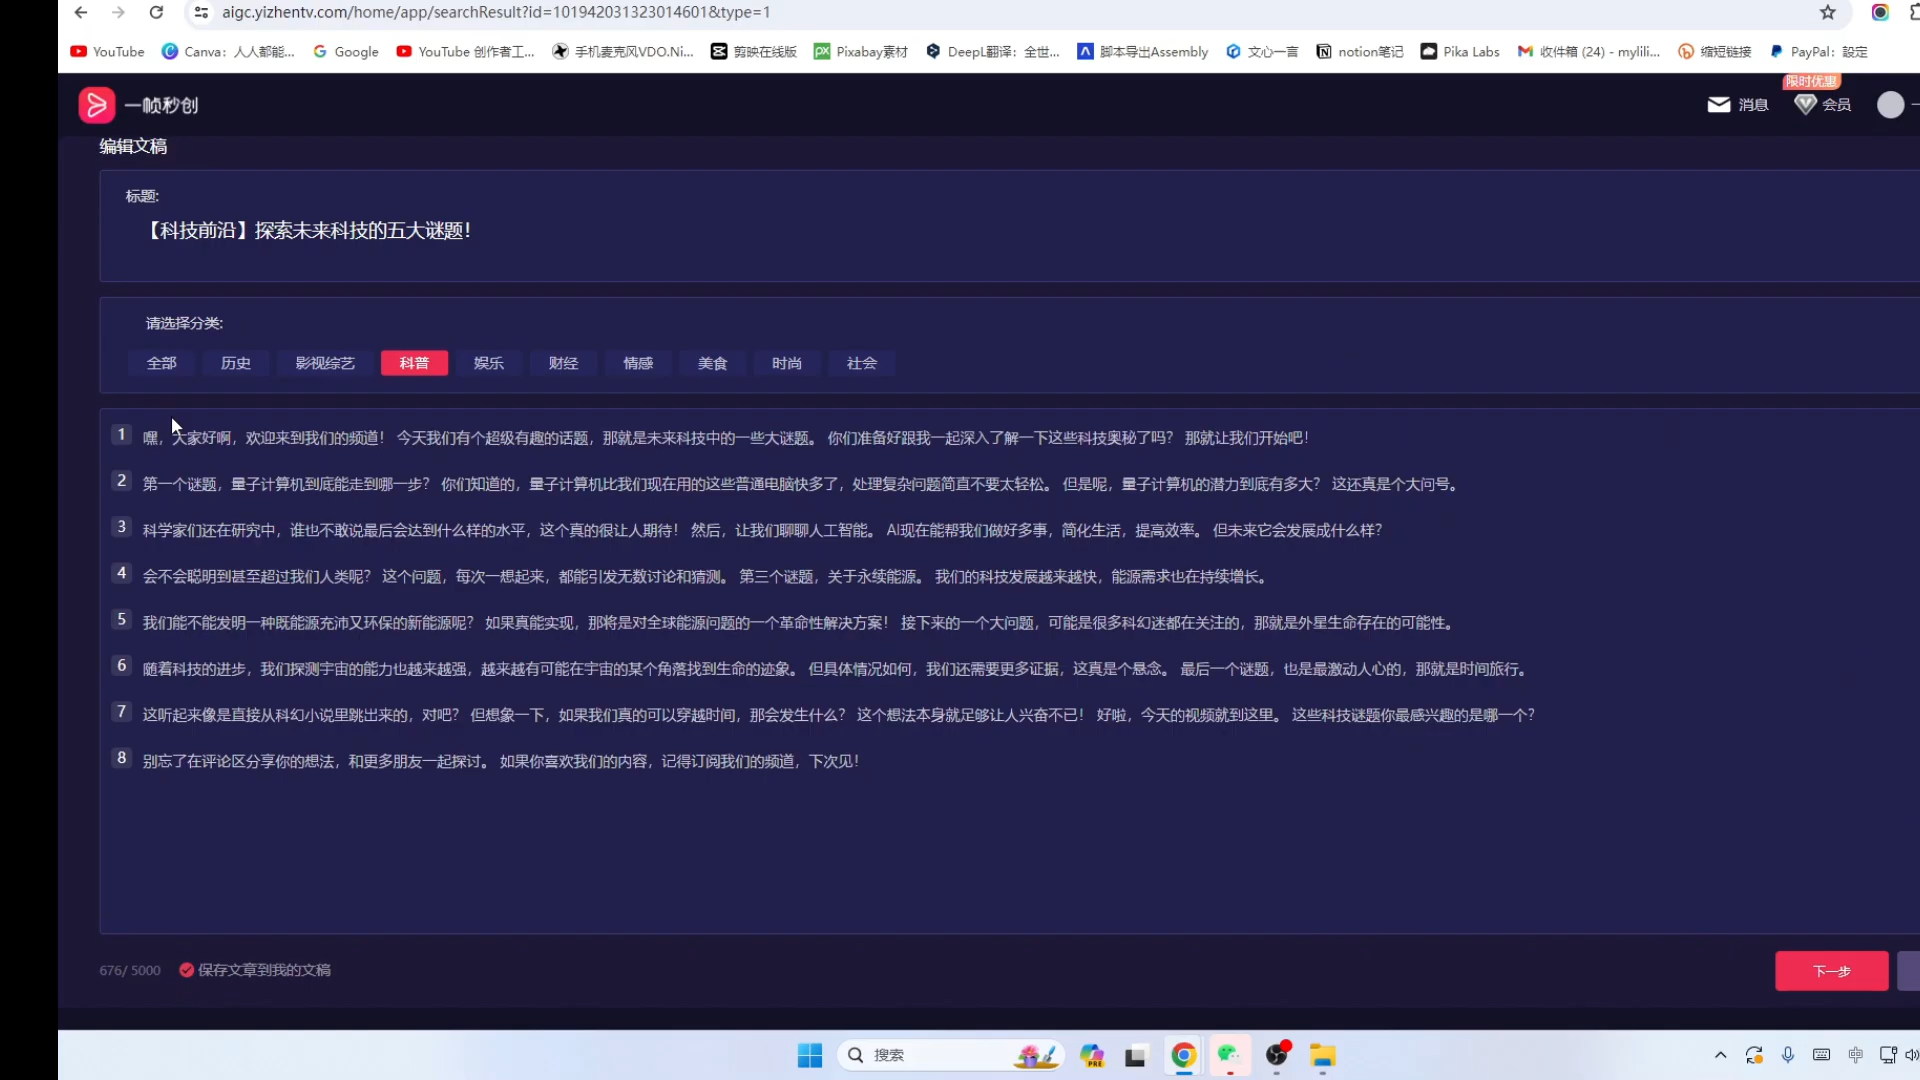 aigc.yizhentv.com/home/app/searchResult?id=101942031323014601&type=1
YouTube Canva：人人都能... Google YouTube 创作者工... 手机麦克风VDO.Ni... 剪映在线版 Pixabay素材 DeepL翻译：全世... 脚本导出Assembly 文心一言 notion笔记 Pika Labs 收件箱 (24) - mylili... 缩短链接 PayPal：設定
限时优惠
一帧秒创 消息 会员
编辑文稿
标题:
【科技前沿】探索未来科技的五大谜题！
请选择分类:
全部 历史 影视综艺 科普 娱乐 财经 情感 美食 时尚 社会
1 嘿，大家好啊，欢迎来到我们的频道！ 今天我们有个超级有趣的话题，那就是未来科技中的一些大谜题。 你们准备好跟我一起深入了解一下这些科技奥秘了吗？ 那就让我们开始吧！
2 第一个谜题，量子计算机到底能走到哪一步？ 你们知道的，量子计算机比我们现在用的这些普通电脑快多了，处理复杂问题简直不要太轻松。 但是呢，量子计算机的潜力到底有多大？ 这还真是个大问号。
3 科学家们还在研究中，谁也不敢说最后会达到什么样的水平，这个真的很让人期待！ 然后，让我们聊聊人工智能。 AI现在能帮我们做好多事，简化生活，提高效率。 但未来它会发展成什么样？
4 会不会聪明到甚至超过我们人类呢？ 这个问题，每次一想起来，都能引发无数讨论和猜测。 第三个谜题，关于永续能源。 我们的科技发展越来越快，能源需求也在持续增长。
5 我们能不能发明一种既能源充沛又环保的新能源呢？ 如果真能实现，那将是对全球能源问题的一个革命性解决方案！ 接下来的一个大问题，可能是很多科幻迷都在关注的，那就是外星生命存在的可能性。
6 随着科技的进步，我们探测宇宙的能力也越来越强，越来越有可能在宇宙的某个角落找到生命的迹象。 但具体情况如何，我们还需要更多证据，这真是个悬念。 最后一个谜题，也是最激动人心的，那就是时间旅行。
7 这听起来像是直接从科幻小说里跳出来的，对吧？ 但想象一下，如果我们真的可以穿越时间，那会发生什么？ 这个想法本身就足够让人兴奋不已！ 好啦，今天的视频就到这里。 这些科技谜题你最感兴趣的是哪一个？
8 别忘了在评论区分享你的想法，和更多朋友一起探讨。 如果你喜欢我们的内容，记得订阅我们的频道，下次见！
676/ 5000 保存文章到我的文稿 下一步
搜索 PRE 中